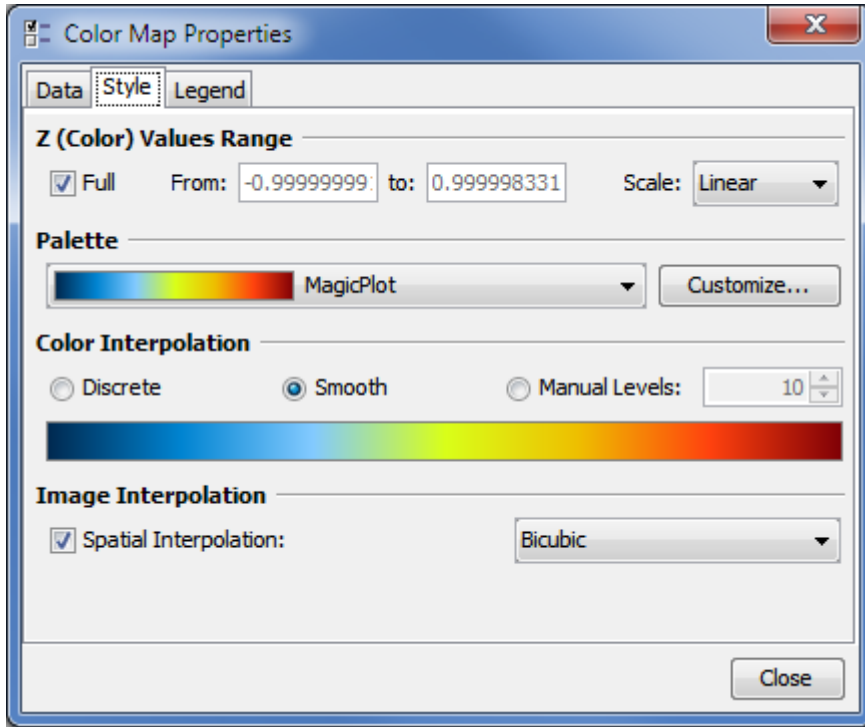 Color Map Properties
Data Style Legend
Z (Color) Values Range
Full From: -0.99999999 to: 0.999998331 Scale: Linear
Palette
MagicPlot Customize...
Color Interpolation
Discrete Smooth Manual Levels: 10
Image Interpolation
Spatial Interpolation: Bicubic
Close